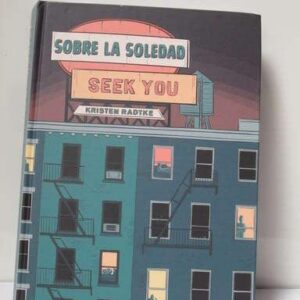 SOBRE LA SOLEDAD
SEEK YOU
KRISTEN RADTKE